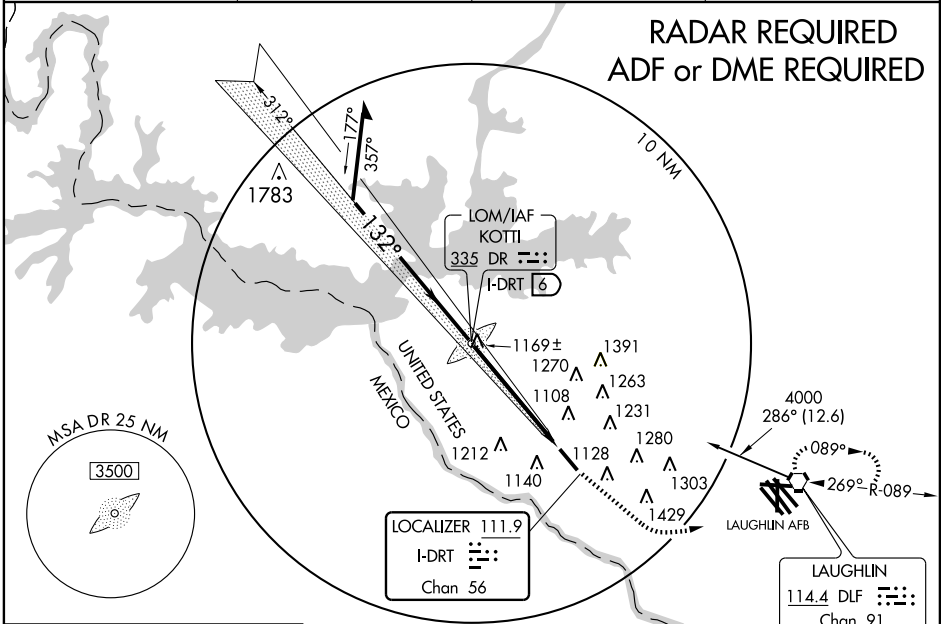 RADAR REQUIRED
ADF or DME REQUIRED
312°
177°
357°
10 NM
1783
132°
LOM/IAF
KOTTI
335 DR
I-DRT 6
1169 ±
1391
1270
1263
1108
1231
UNITED STATES
MEXICO
4000
286° (12.6)
1212
1128
1280
089°
1140
1303
269°
R-089
1429
LAUGHLIN AFB
MSA DR 25 NM
3500
LOCALIZER 111.9
I-DRT
Chan 56
LAUGHLIN
114.4 DLF
Chan 91